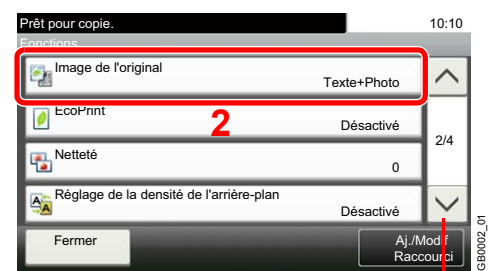 Prêt pour copie. 10:10
Fonctions
Image de l'original
Texte+Photo
EcoPrint
2
Désactivé
2/4
Netteté
0
Réglage de la densité de l'arrière-plan
Désactivé
Fermer
Aj./Modif
Raccourci
GB0002_01